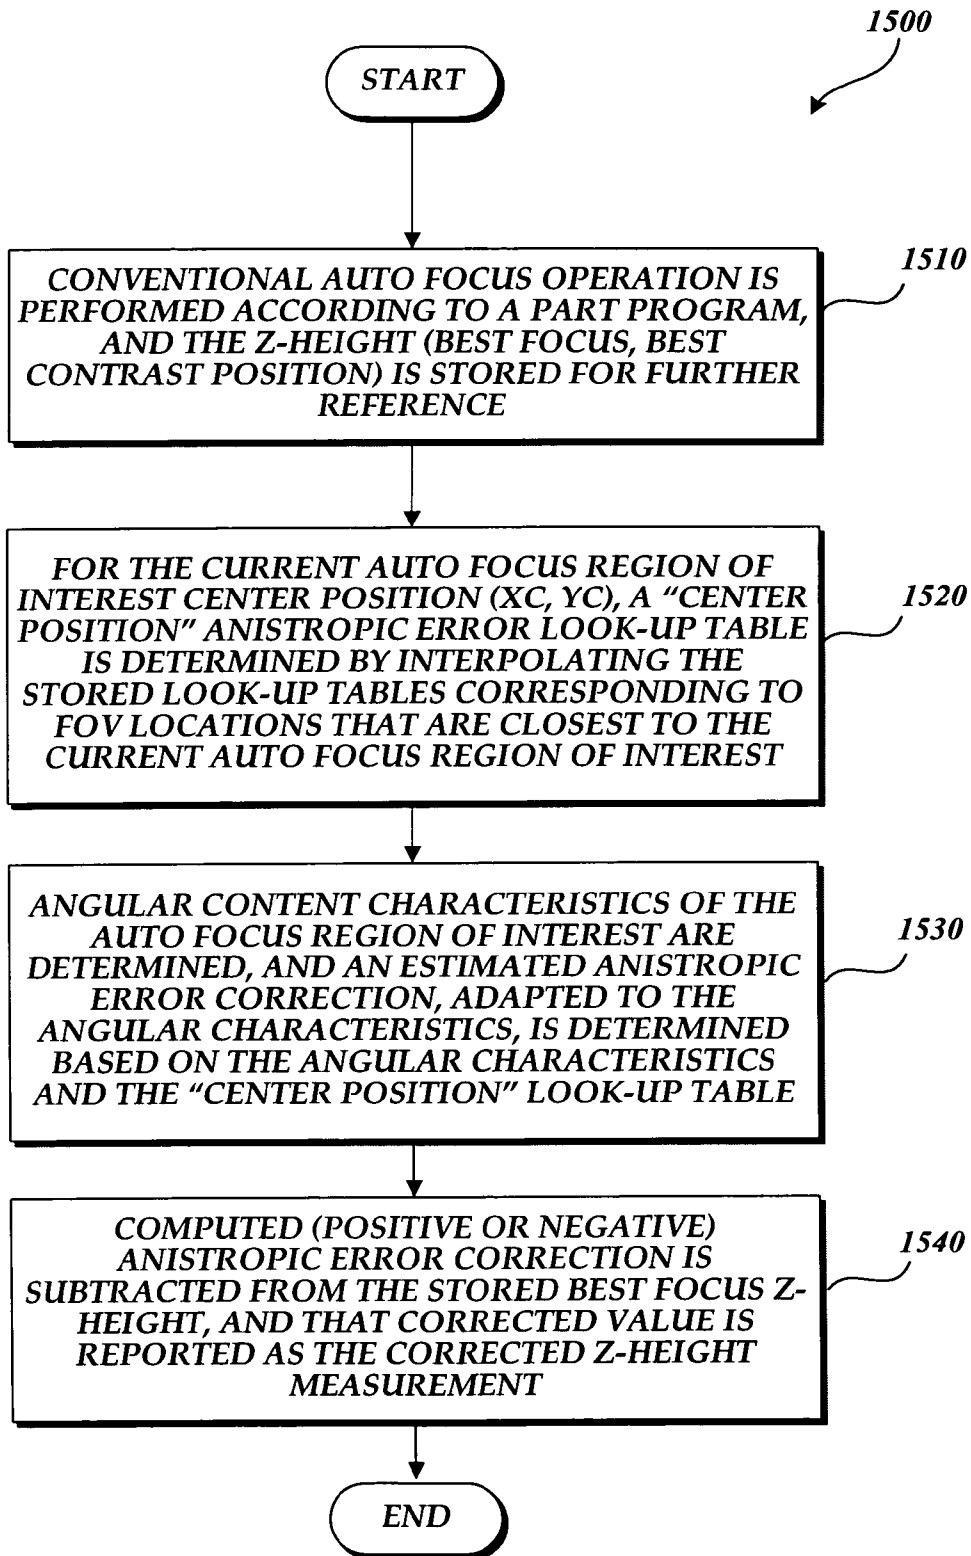 1500
START
1510
CONVENTIONAL AUTO FOCUS OPERATION IS
PERFORMED ACCORDING TO A PART PROGRAM,
AND THE Z-HEIGHT (BEST FOCUS, BEST
CONTRAST POSITION) IS STORED FOR FURTHER
REFERENCE
1520
FOR THE CURRENT AUTO FOCUS REGION OF
INTEREST CENTER POSITION (XC, YC), A “CENTER
POSITION” ANISTROPIC ERROR LOOK-UP TABLE
IS DETERMINED BY INTERPOLATING THE
STORED LOOK-UP TABLES CORRESPONDING TO
FOV LOCATIONS THAT ARE CLOSEST TO THE
CURRENT AUTO FOCUS REGION OF INTEREST
1530
ANGULAR CONTENT CHARACTERISTICS OF THE
AUTO FOCUS REGION OF INTEREST ARE
DETERMINED, AND AN ESTIMATED ANISTROPIC
ERROR CORRECTION, ADAPTED TO THE
ANGULAR CHARACTERISTICS, IS DETERMINED
BASED ON THE ANGULAR CHARACTERISTICS
AND THE “CENTER POSITION” LOOK-UP TABLE
1540
COMPUTED (POSITIVE OR NEGATIVE)
ANISTROPIC ERROR CORRECTION IS
SUBTRACTED FROM THE STORED BEST FOCUS Z-
HEIGHT, AND THAT CORRECTED VALUE IS
REPORTED AS THE CORRECTED Z-HEIGHT
MEASUREMENT
END